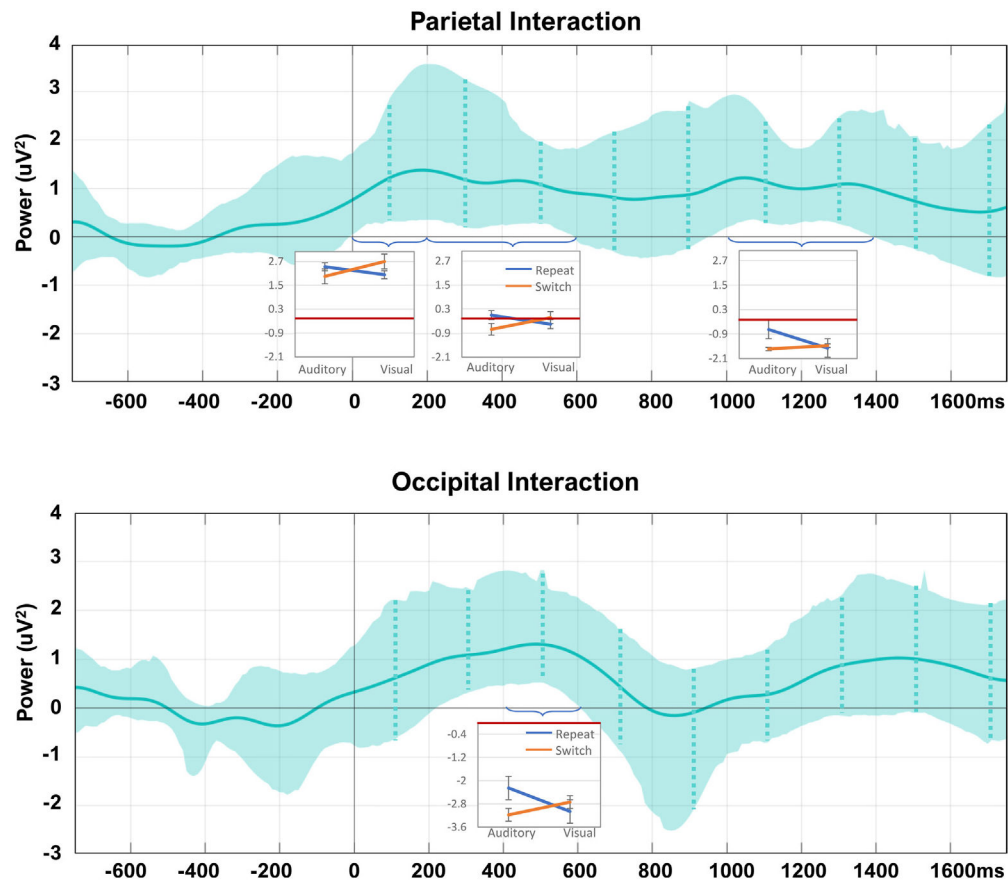 Parietal Interaction
4
3
2
1
0
-1
-2
-3
Power (uV²)
2.7
1.5
0.3
-0.9
-2.1
Auditory Visual
2.7
1.5
0.3
-0.9
-2.1
Repeat
Switch
Auditory Visual
2.7
1.5
0.3
-0.9
-2.1
Auditory Visual
-600 -400 -200 0 200 400 600 800 1000 1200 1400 1600ms
Occipital Interaction
4
3
2
1
0
-1
-2
-3
Power (uV²)
-0.4
-1.2
-2
-2.8
-3.6
Repeat
Switch
Auditory Visual
-600 -400 -200 0 200 400 600 800 1000 1200 1400 1600ms